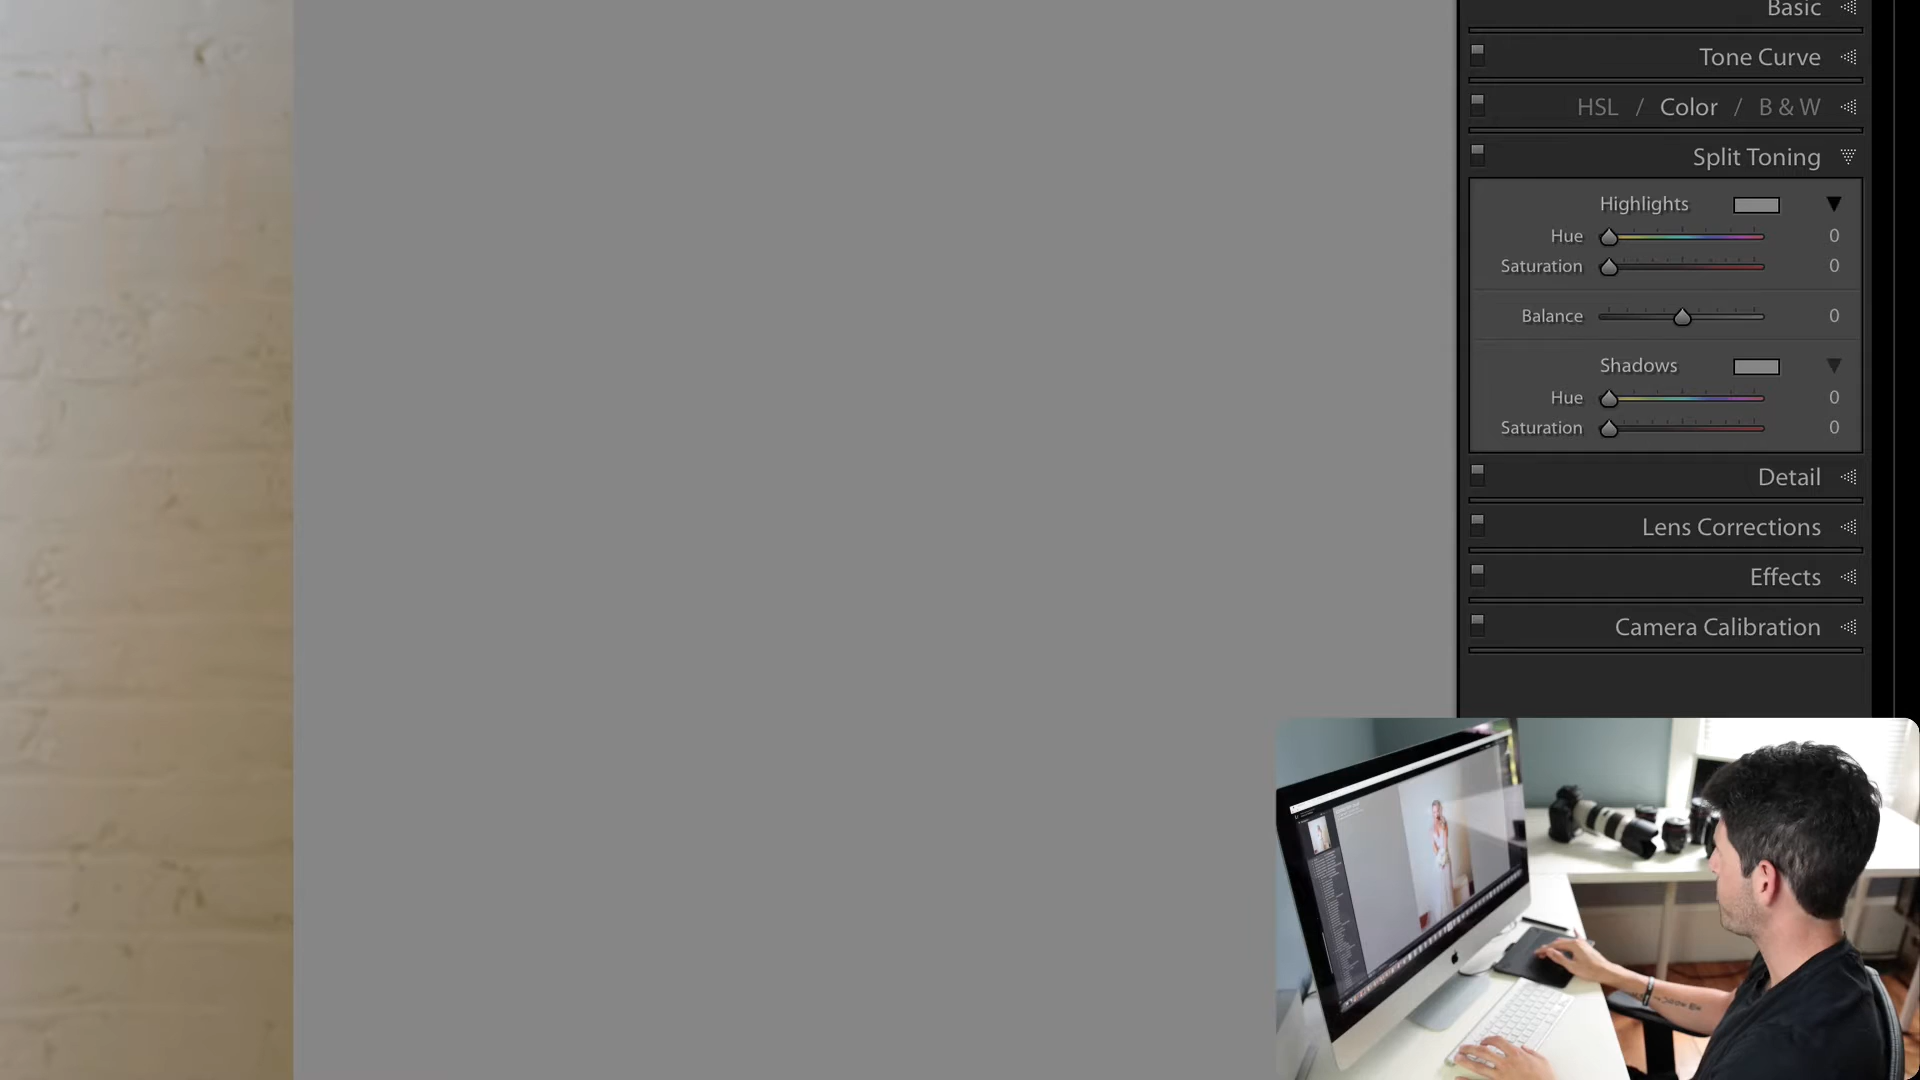 Basic
Tone Curve
HSL / Color / B & W
Split Toning
Highlights
Hue 0
Saturation 0
Balance 0
Shadows
Hue 0
Saturation 0
Detail
Lens Corrections
Effects
Camera Calibration